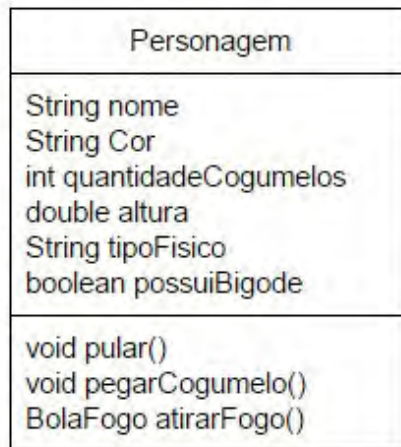 Personagem
String nome
String Cor
int quantidadeCogumelos
double altura
String tipoFisico
boolean possuiBigode
void pular()
void pegarCogumelo()
BolaFogo atirarFogo()